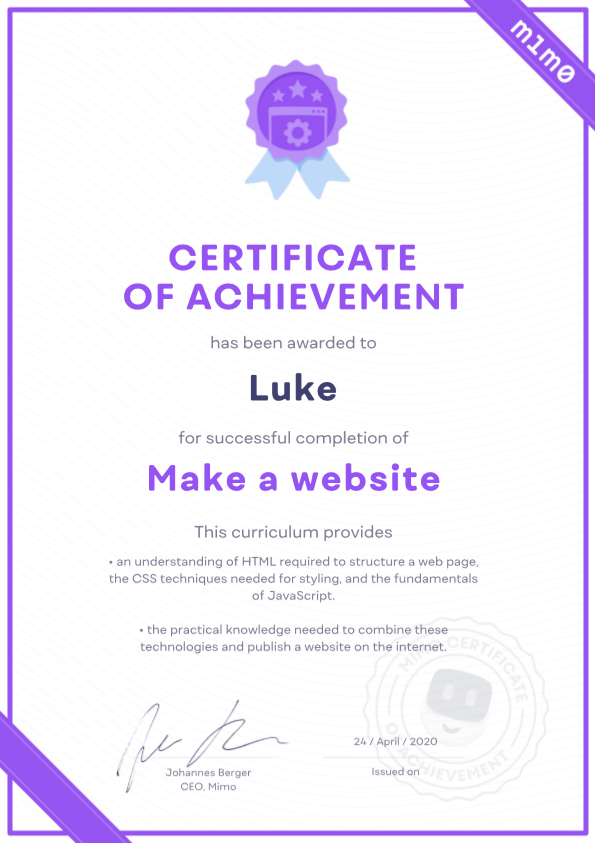 m1m0
CERTIFICATE
OF ACHIEVEMENT
has been awarded to
Luke
for successful completion of
Make a website
This curriculum provides
• an understanding of HTML required to structure a web page,
the CSS techniques needed for styling, and the fundamentals
of JavaScript.
• the practical knowledge needed to combine these
technologies and publish a website on the internet.
MIMO CERTIFICATE
OF ACHIEVEMENT
24 / April / 2020
Johannes Berger
CEO, Mimo
Issued on